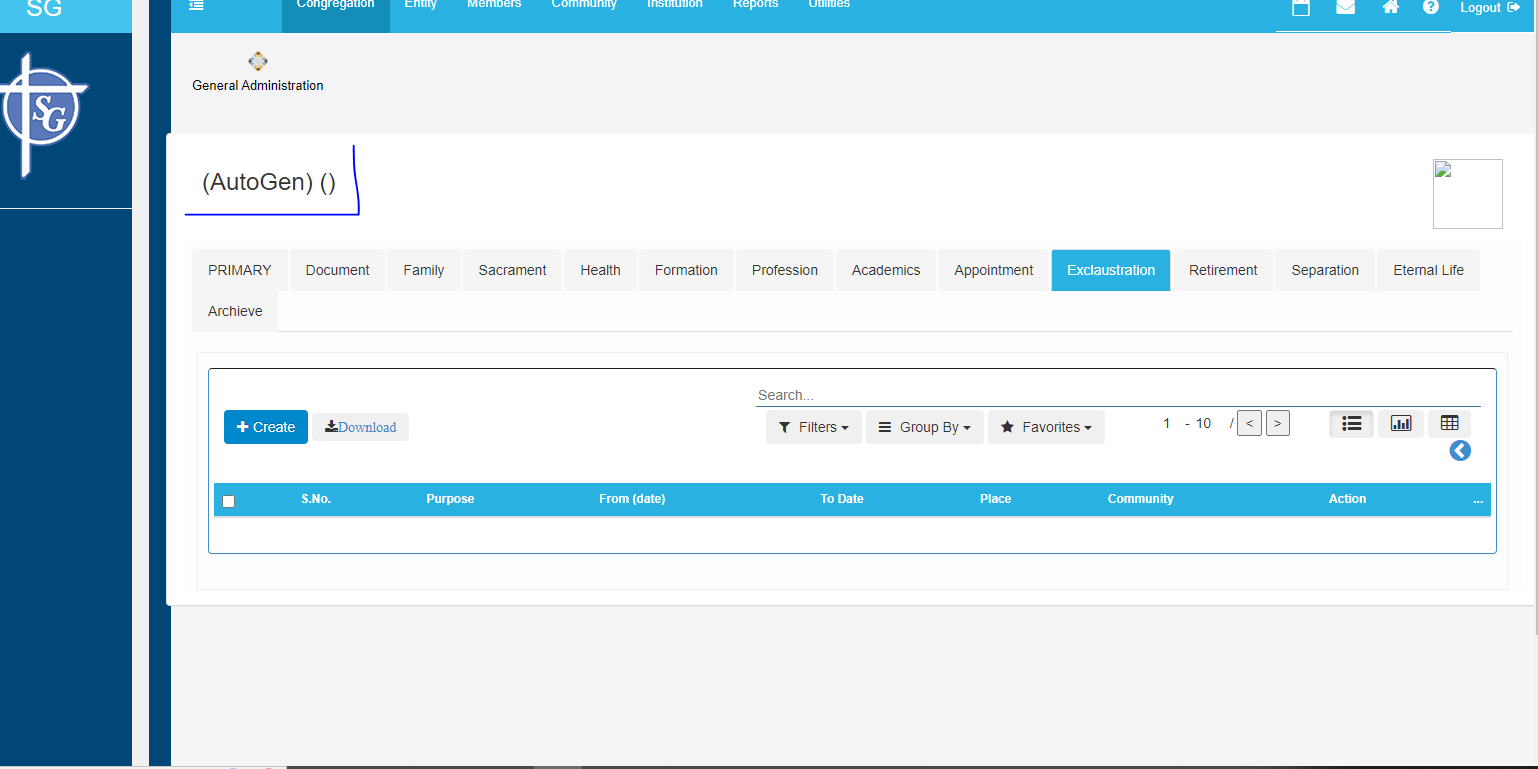 SG
Congregation Entity Members Community Institution Reports Utilities
Logout
SG
General Administration
(AutoGen) ()
PRIMARY Document Family Sacrament Health Formation Profession Academics Appointment Exclaustration Retirement Separation Eternal Life
Archieve
Search...
Create Download Filters Group By Favorites 1 - 10 / < >
S.No. Purpose From (date) To Date Place Community Action ...